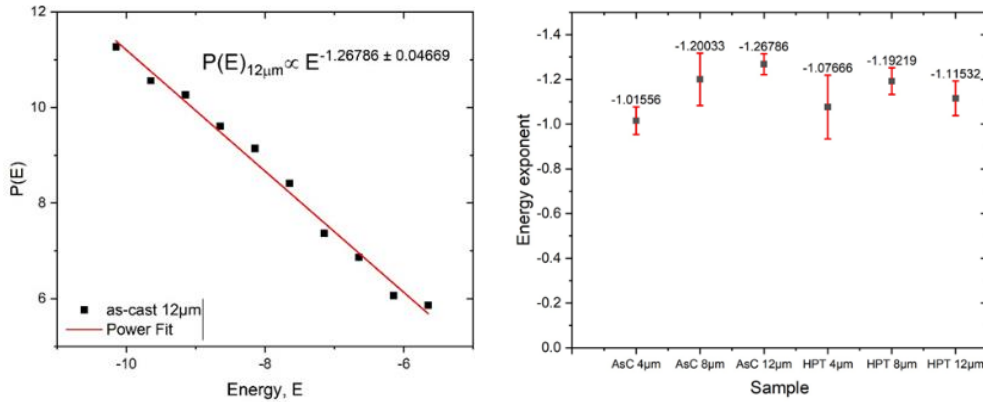 12
10
8
6
P(E)
P(E)12μm∝ E-1.26786 ± 0.04669
as-cast 12μm
Power Fit
-10
-8
-6
Energy, E
-1.4
-1.2
-1.0
-0.8
-0.6
-0.4
-0.2
0.0
Energy exponent
-1.01556
-1.20033
-1.26786
-1.07666
-1.19219
-1.11532
AsC 4μm
AsC 8μm
AsC 12μm
HPT 4μm
HPT 8μm
HPT 12μm
Sample